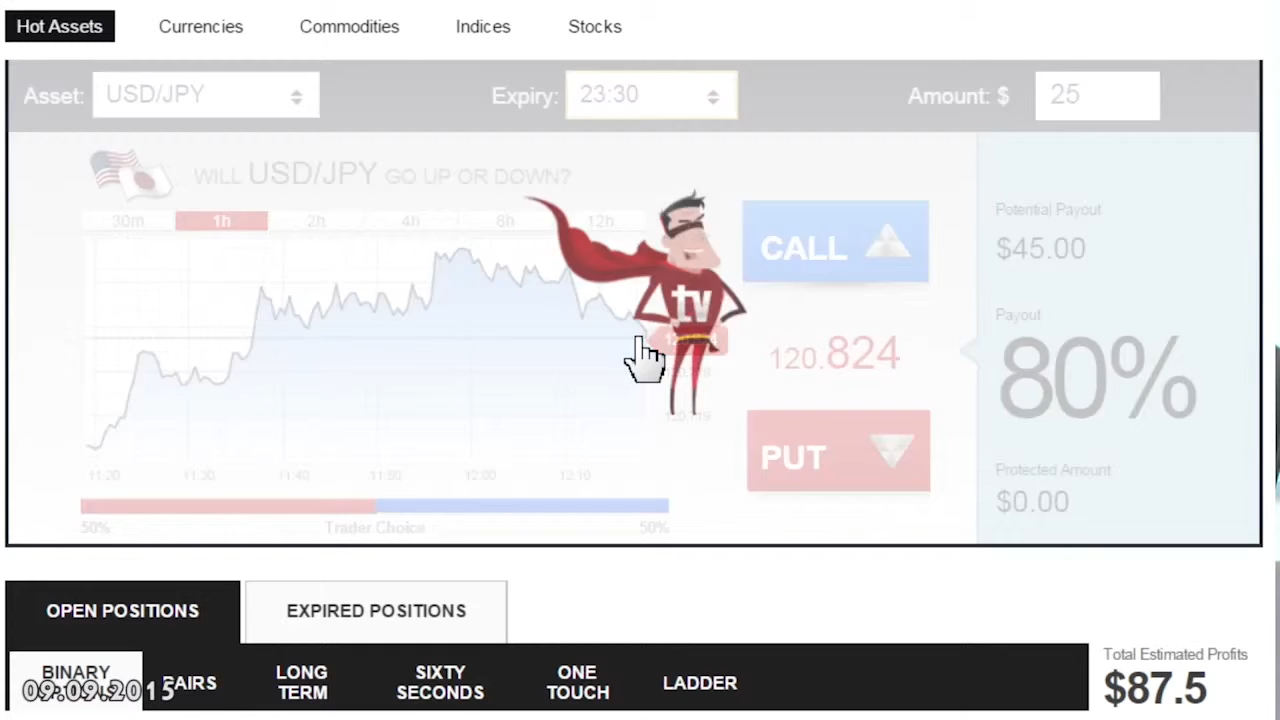 Hot Assets Currencies Commodities Indices Stocks
Asset: USD/JPY Expiry: 23:30 Amount: $ 25
WILL USD/JPY GO UP OR DOWN?
30m 1h 2h 4h 8h 12h
tv
CALL
120.824
PUT
Potential Payout
$45.00
Payout
80%
Protected Amount
$0.00
120.719
11:20 11:30 11:40 11:50 12:00 12:10
50% Trader Choice 50%
OPEN POSITIONS EXPIRED POSITIONS
BINARY
LONG TERM
SIXTY SECONDS
ONE TOUCH
LADDER
09.09.2015
Total Estimated Profits
$87.5